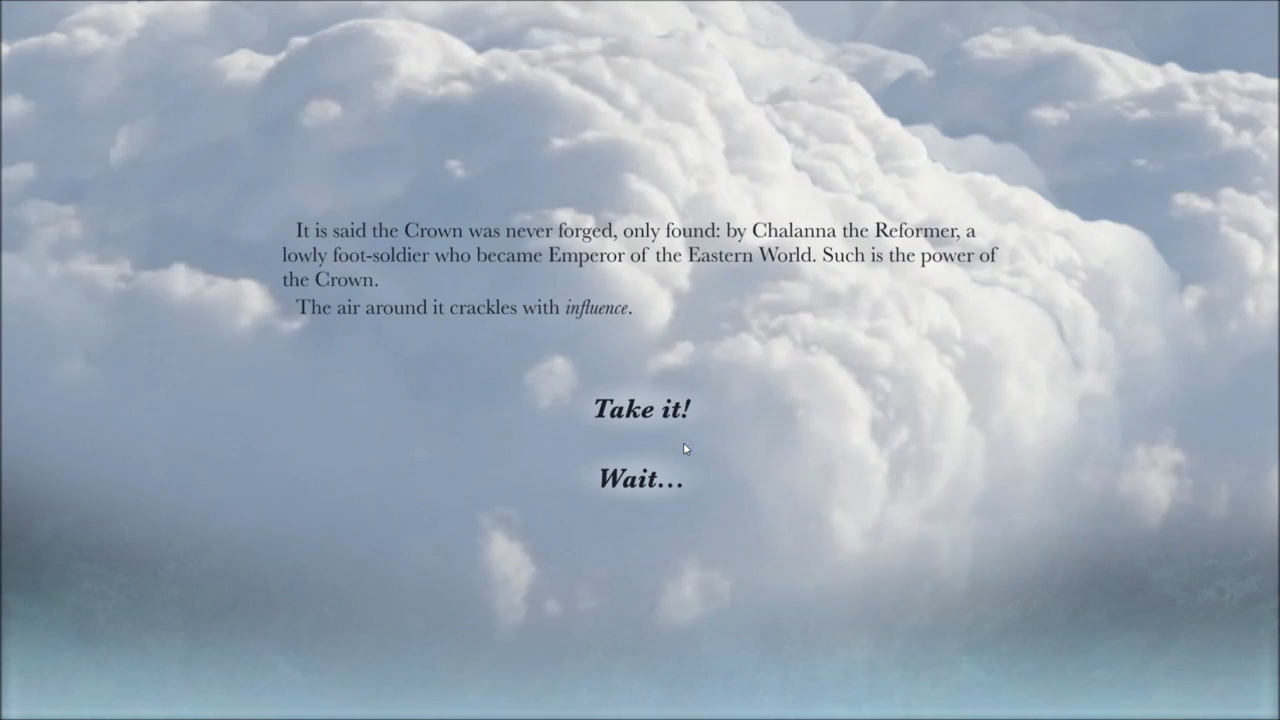 It is said the Crown was never forged, only found: by Chalanna the Reformer, a
lowly foot-soldier who became Emperor of the Eastern World. Such is the power of
the Crown.
The air around it crackles with influence.
Take it!
Wait…